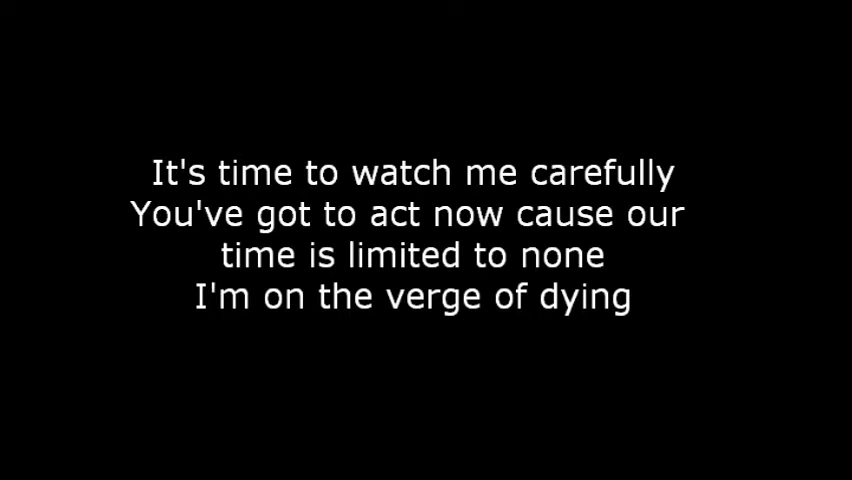 It's time to watch me carefully
You've got to act now cause our
time is limited to none
I'm on the verge of dying